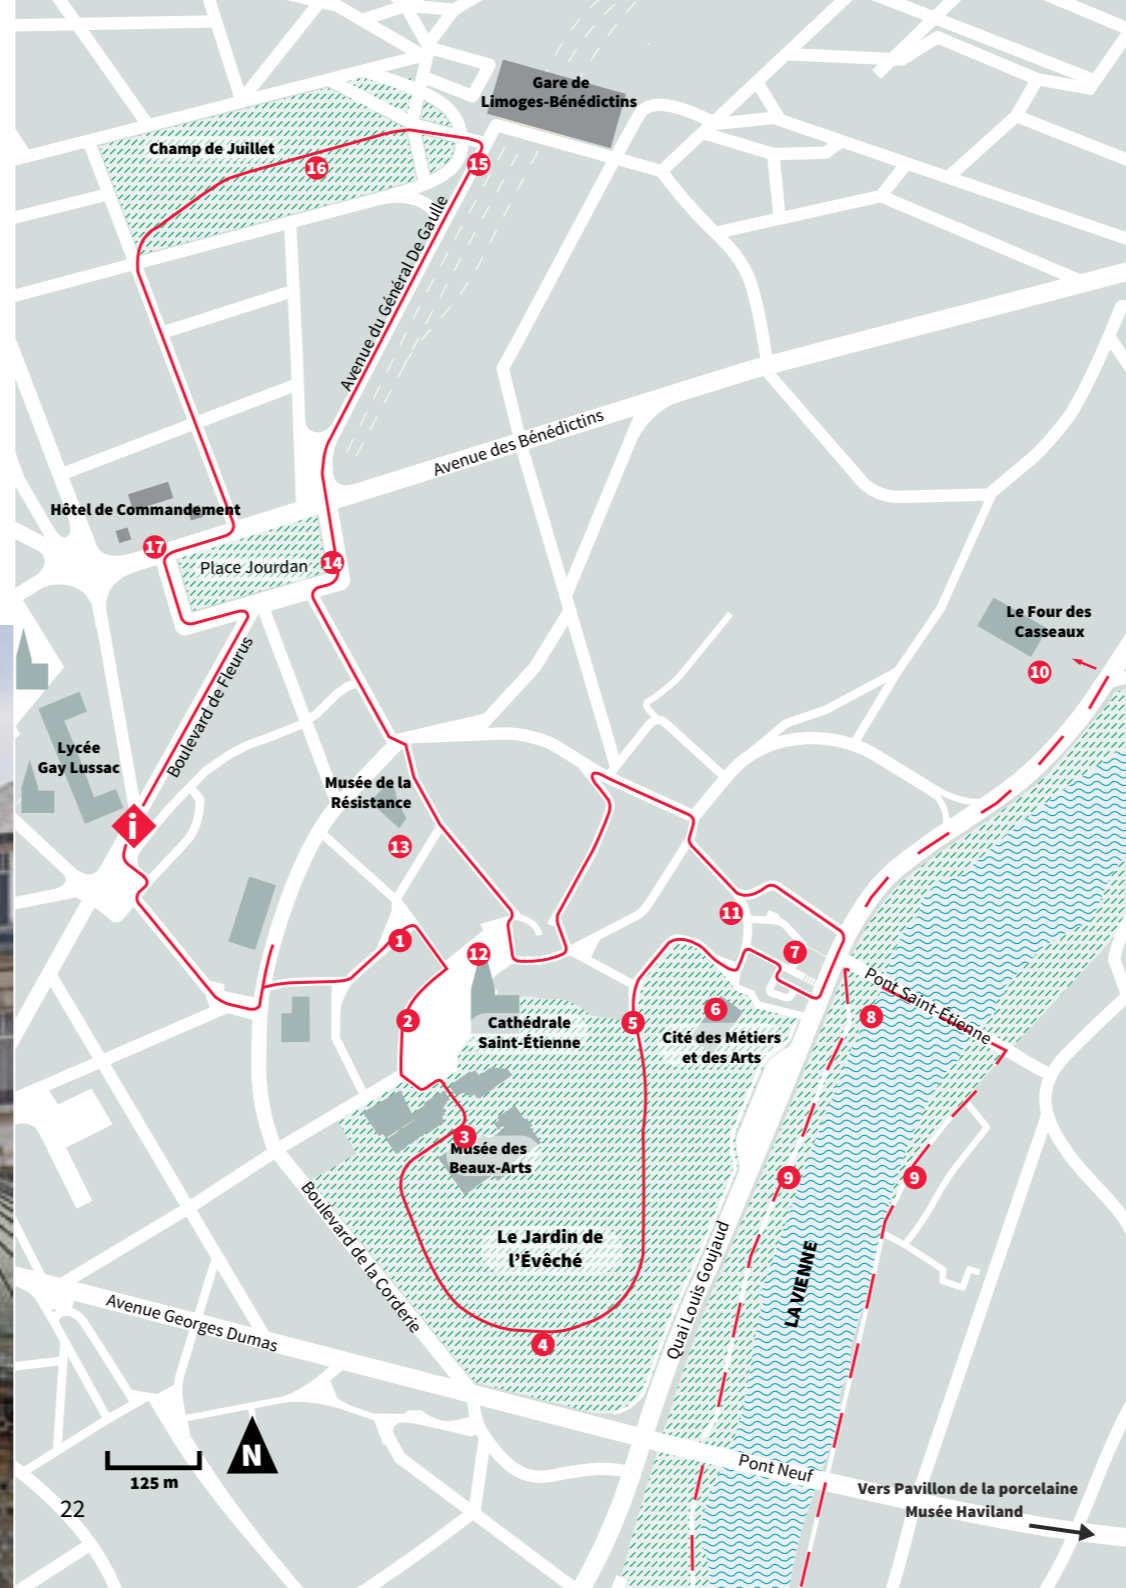 Gare de
Limoges-Bénédictins
Champ de Juillet
16
15
Avenue du Général De Gaulle
Avenue des Bénédictins
Hôtel de Commandement
17
Place Jourdan
14
Le Four des
Casseaux
10
Boulevard de Fleurus
Lycée
Gay Lussac
Musée de la
Résistance
i
13
11
1
12
7
Pont Saint-Étienne
2
Cathédrale
Saint-Étienne
5
6
8
Cité des Métiers
et des Arts
3
Musée des
Beaux-Arts
9
9
Boulevard de la Corderie
Le Jardin de
l’Évêché
Quai Louis Goujaud
LA VIENNE
Avenue Georges Dumas
4
N
125 m
Pont Neuf
Vers Pavillon de la porcelaine
Musée Haviland
22